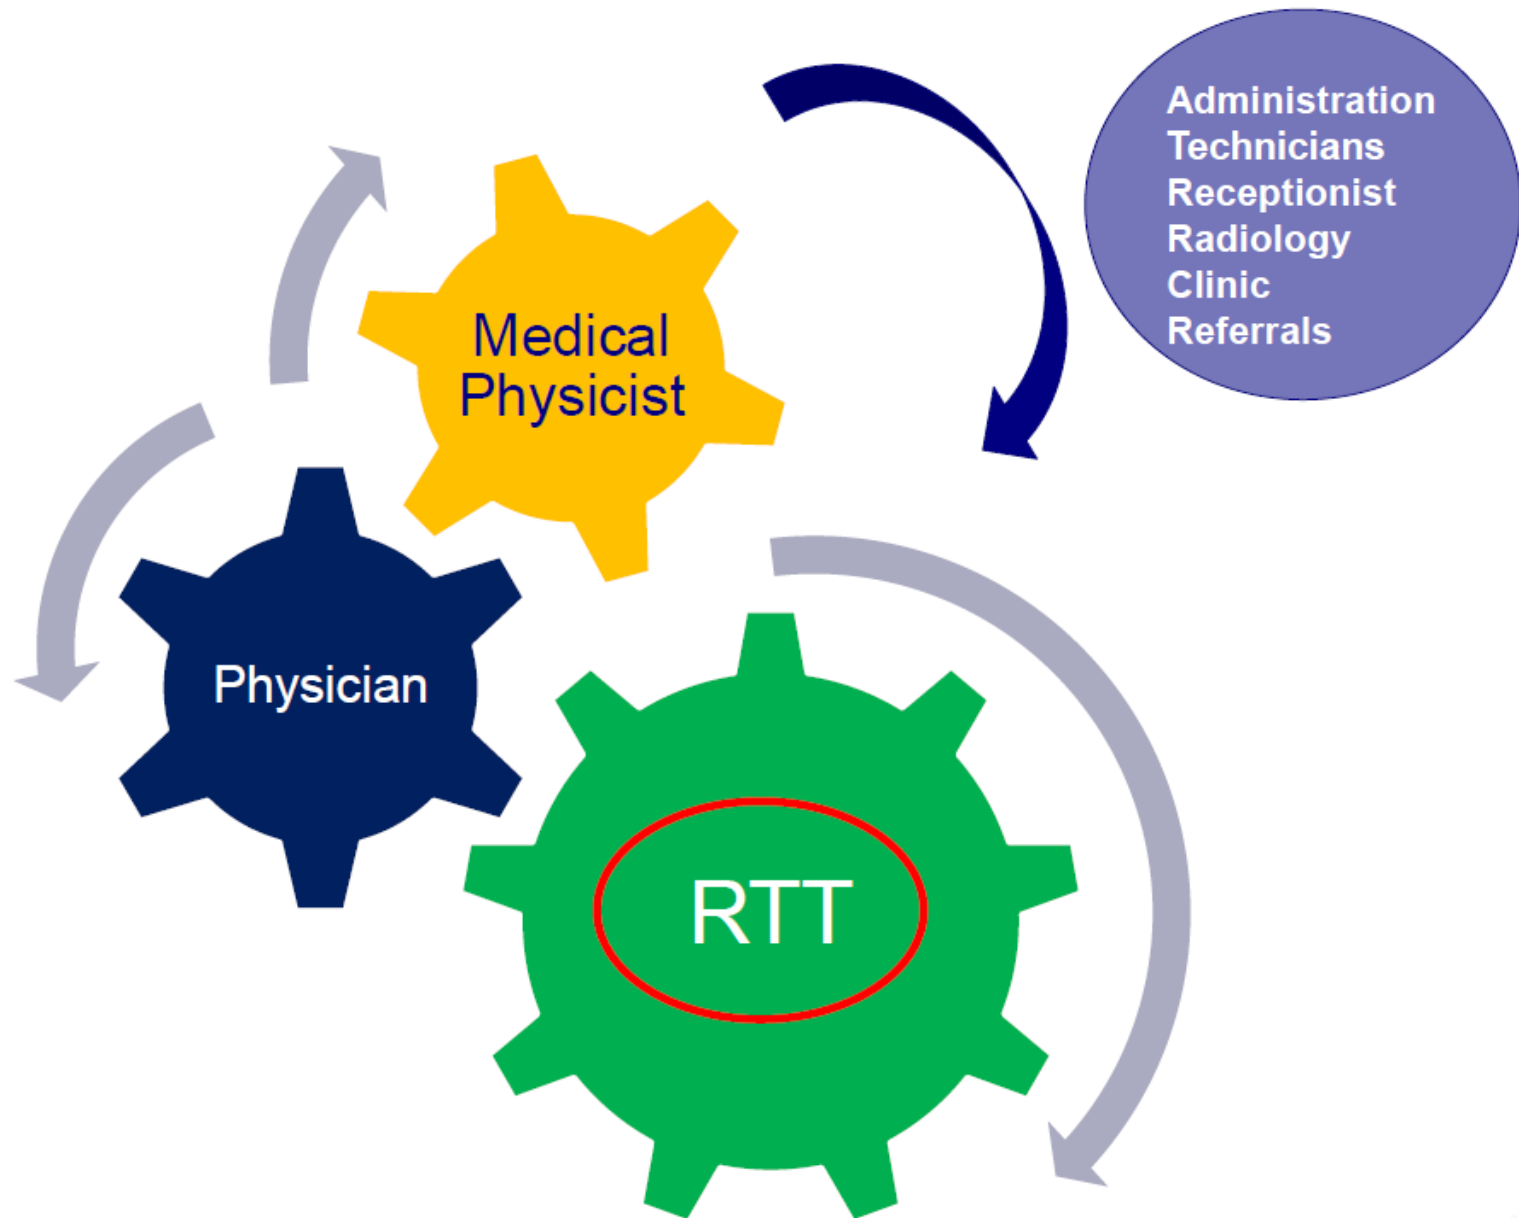 Administration
Technicians
Receptionist
Radiology
Clinic
Referrals
Medical
Physicist
Physician
RTT